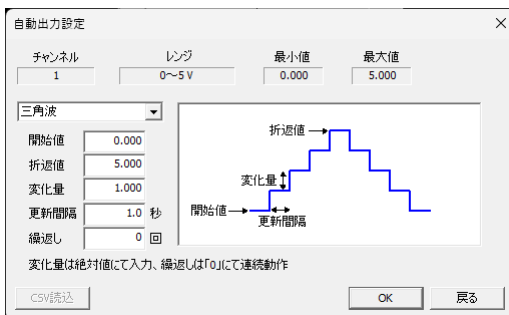 自動出力設定
チャンネル レンジ 最小値 最大値
1 0～5 V 0.000 5.000
三角波
開始値 0.000
折返値 5.000
変化量 1.000
更新間隔 1.0 秒
繰返し 0 回
折返値
変化量
開始値
更新間隔
変化量は絶対値にて入力、繰返しは「0」にて連続動作
CSV読込 OK 戻る